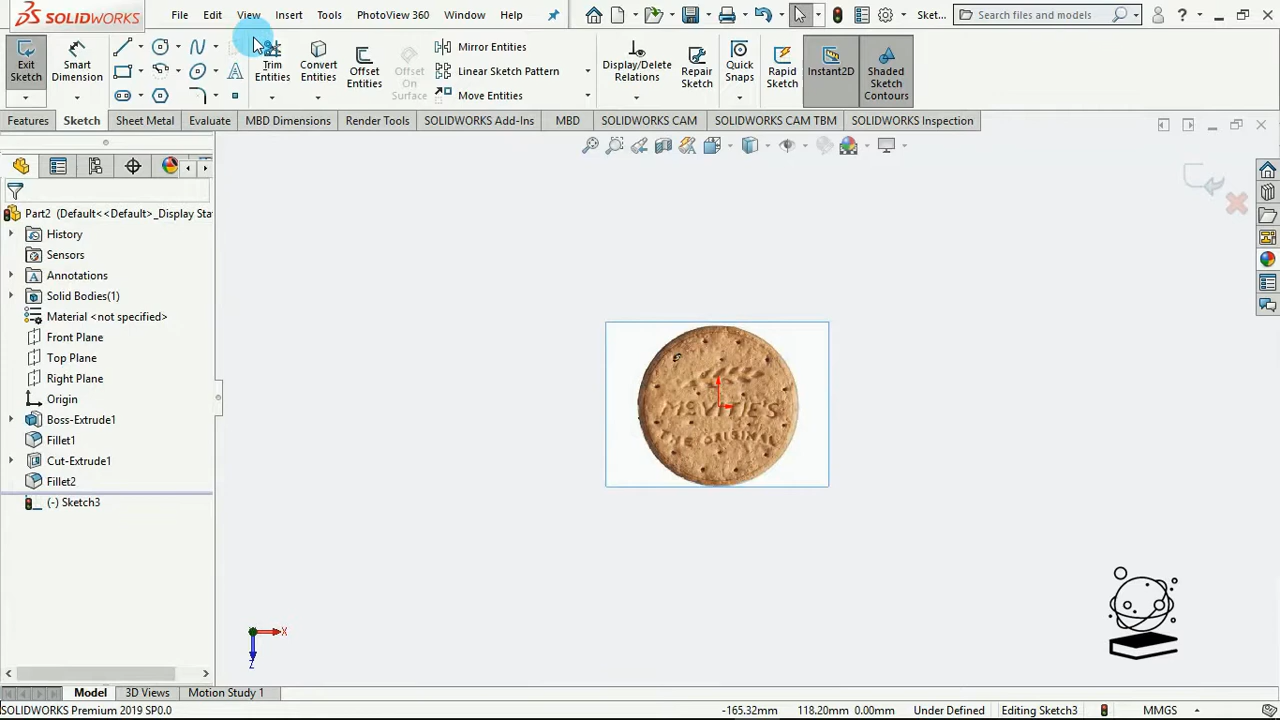 SOLIDWORKS File Edit View Insert Tools PhotoView 360 Window Help Sket... Search files and models ?
Exit Sketch
Smart Dimension
Trim Entities
Convert Entities
Offset Entities
Offset On Surface
Mirror Entities
Linear Sketch Pattern
Move Entities
Display/Delete Relations
Repair Sketch
Quick Snaps
Rapid Sketch
Instant2D
Shaded Sketch Contours
Features Sketch Sheet Metal Evaluate MBD Dimensions Render Tools SOLIDWORKS Add-Ins MBD SOLIDWORKS CAM SOLIDWORKS CAM TBM SOLIDWORKS Inspection
Part2 (Default<<Default>_Display Sta
History
Sensors
Annotations
Solid Bodies(1)
Material <not specified>
Front Plane
Top Plane
Right Plane
Origin
Boss-Extrude1
Fillet1
Cut-Extrude1
Fillet2
(-) Sketch3
McVITIE'S
THE ORIGINAL
X
Z
Model 3D Views Motion Study 1
SOLIDWORKS Premium 2019 SP0.0 -165.32mm 118.20mm 0.00mm Under Defined Editing Sketch3 MMGS